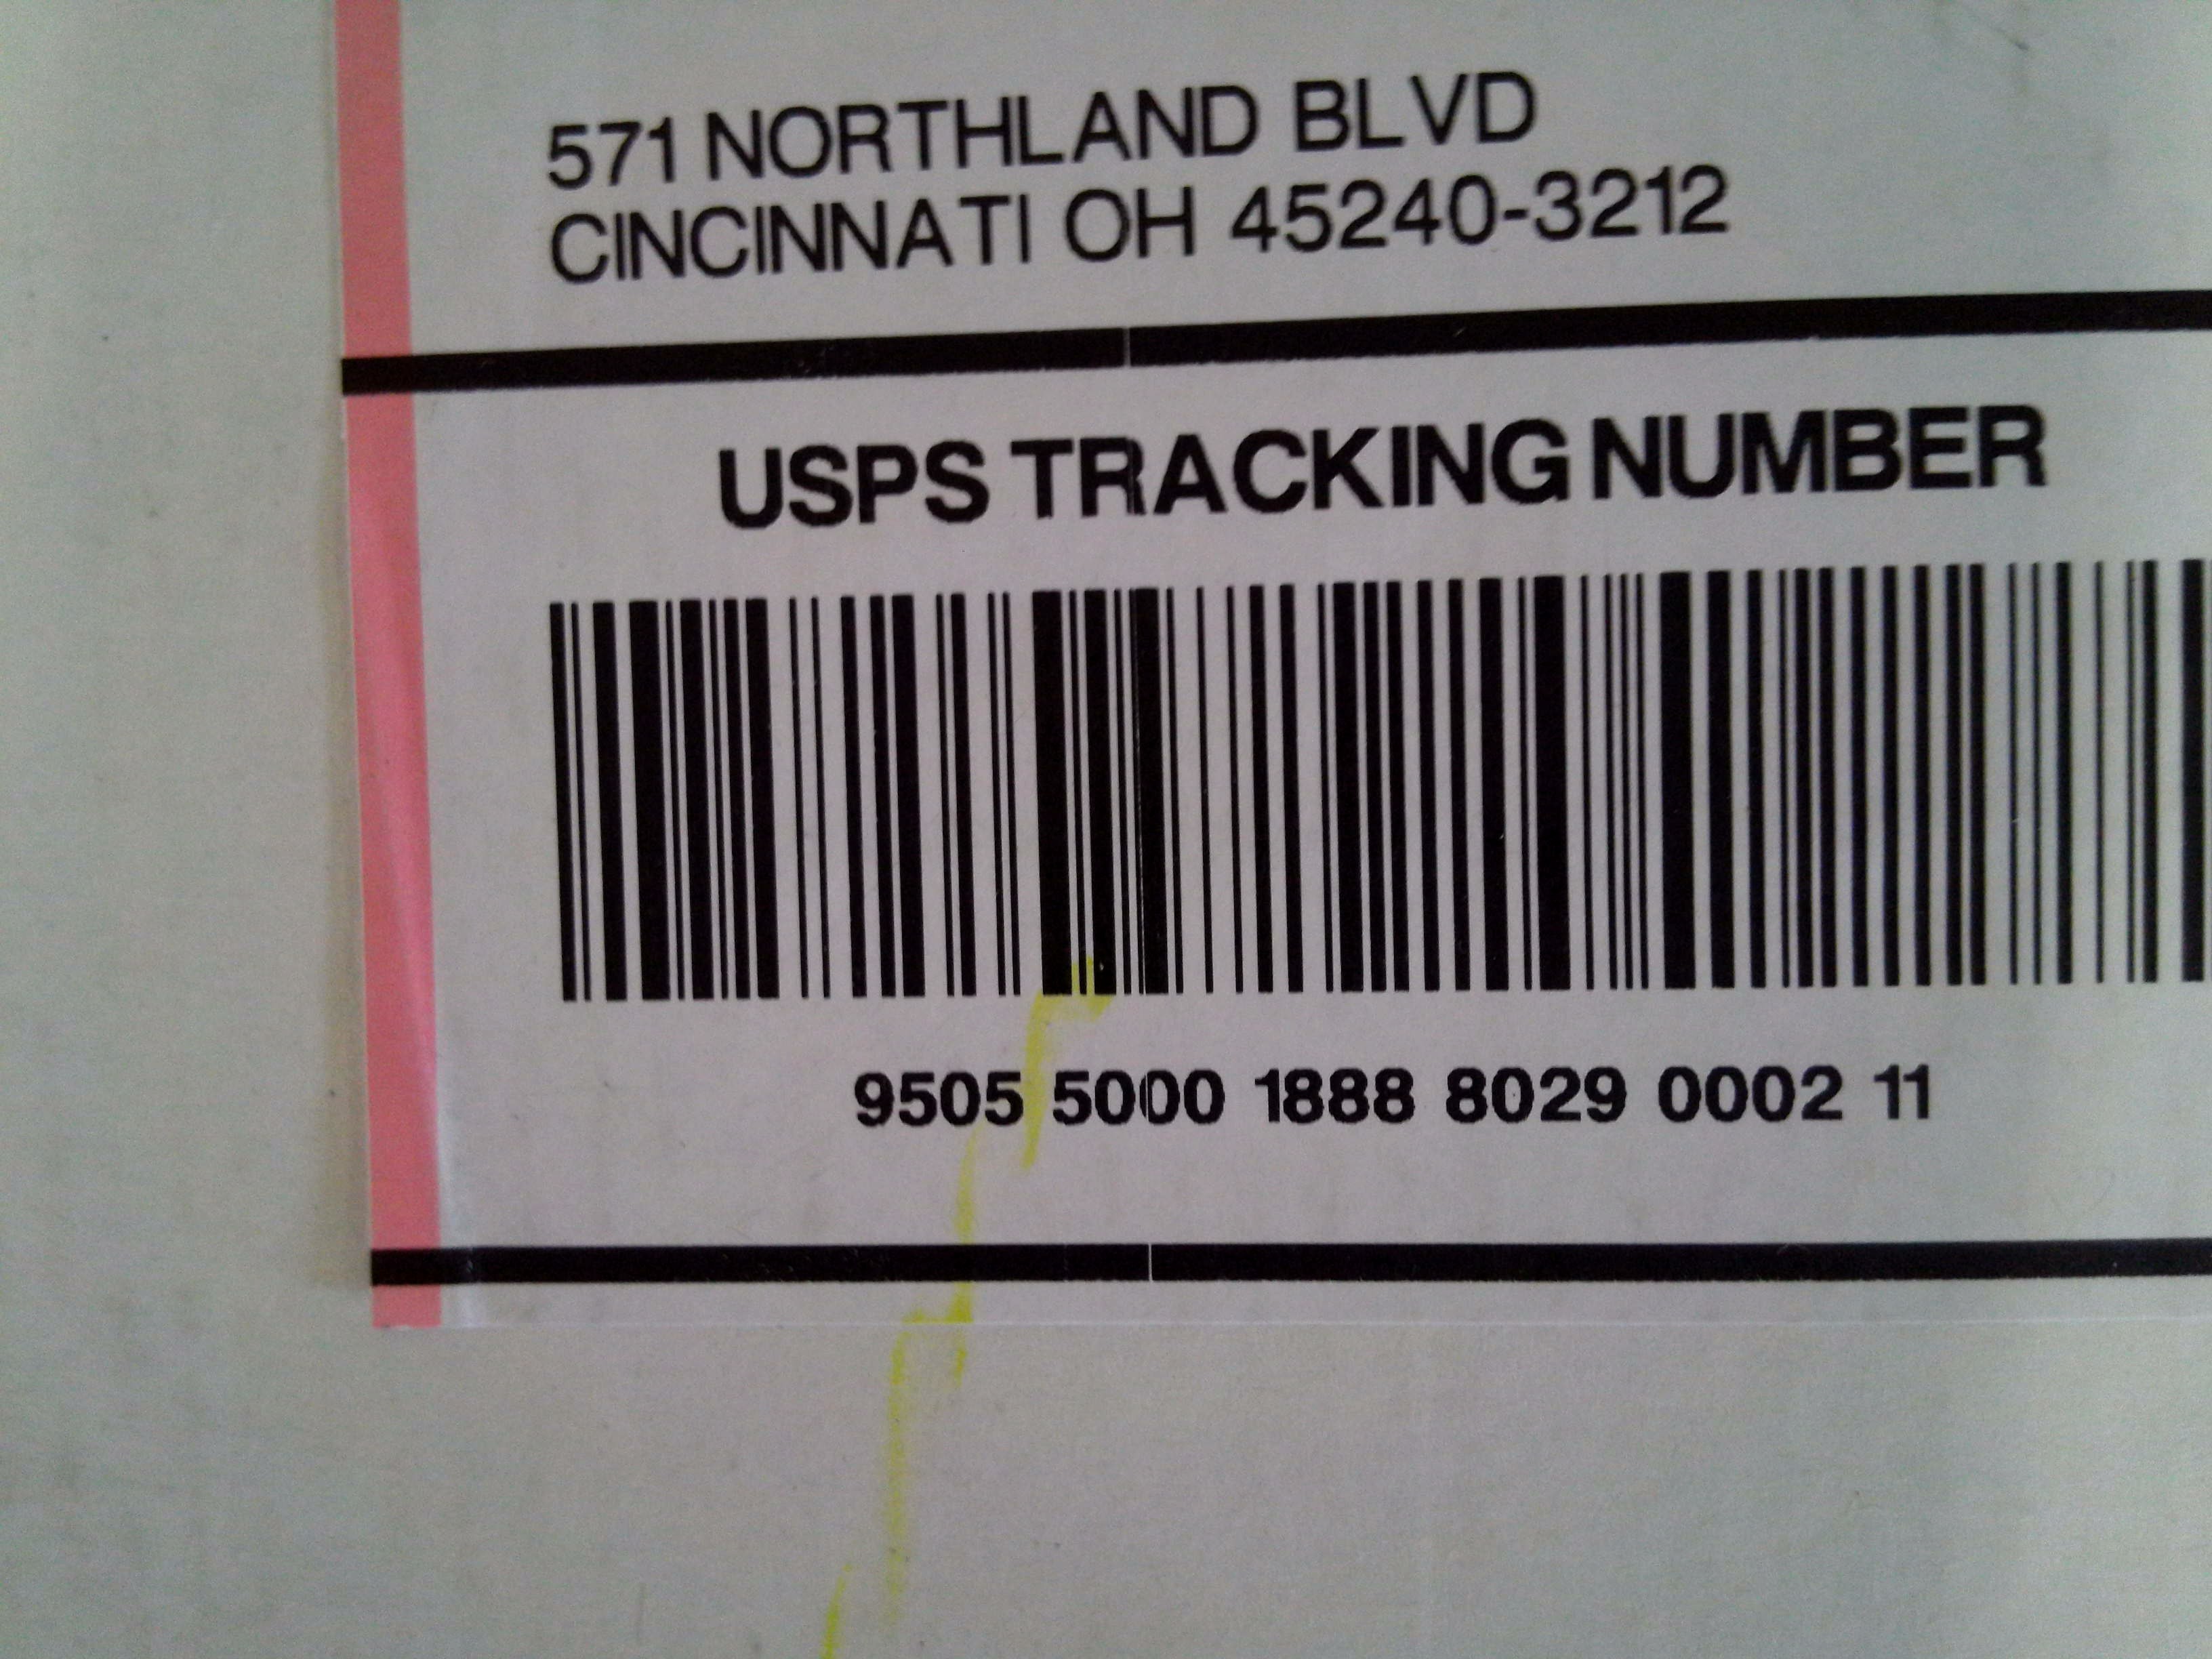 571 NORTHLAND BLVD
CINCINNATI OH 45240-3212
USPS TRACKING NUMBER
9505 5000 1888 8029 0002 11